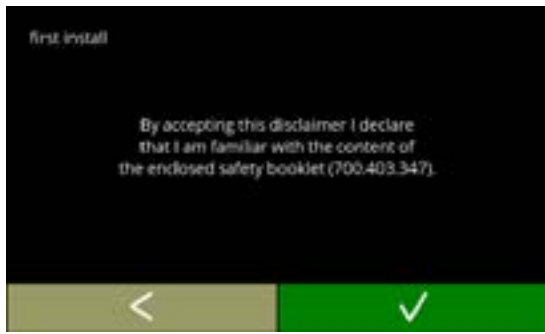 first install
By accepting this disclaimer I declare
that I am familiar with the content of
the enclosed safety booklet (700.403.347).